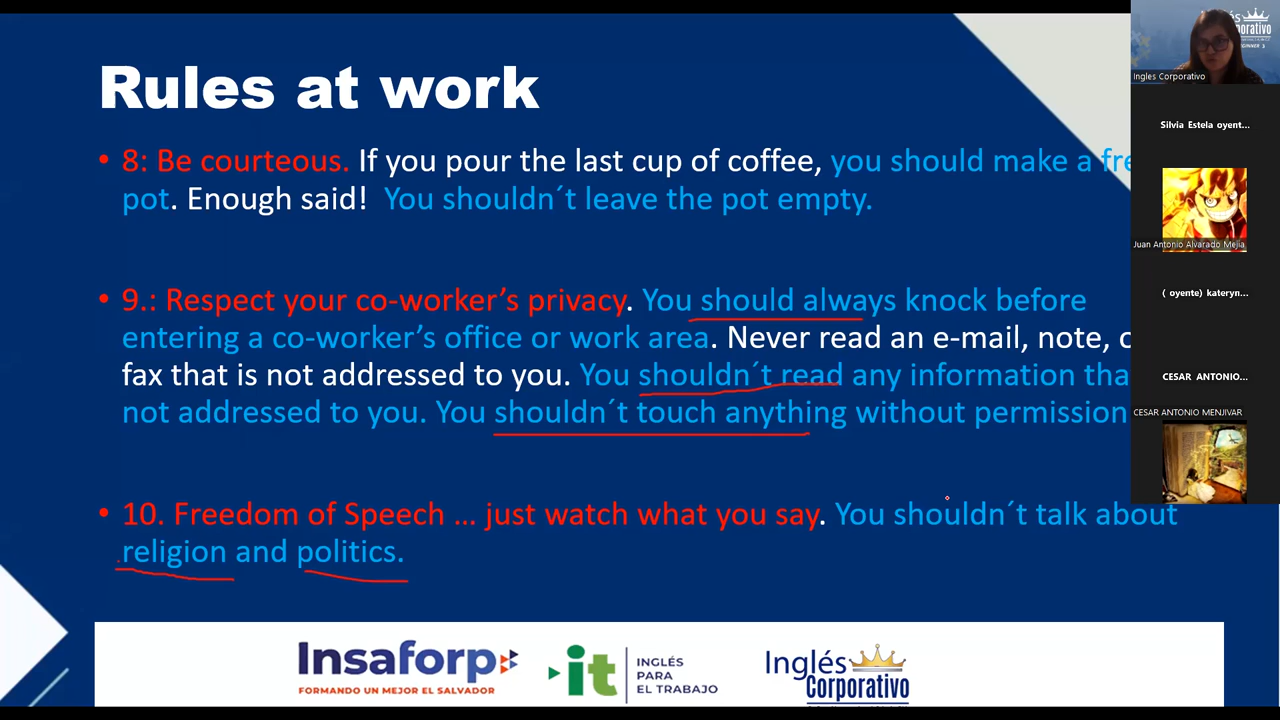 Rules at work
• 8: Be courteous. If you pour the last cup of coffee, you should make a fre
pot. Enough said! You shouldn´t leave the pot empty.
• 9.: Respect your co-worker’s privacy. You should always knock before
entering a co-worker’s office or work area. Never read an e-mail, note, o
fax that is not addressed to you. You shouldn´t read any information tha
not addressed to you. You shouldn´t touch anything without permission
• 10. Freedom of Speech … just watch what you say. You shouldn´t talk about
religion and politics.
Insaforp
FORMANDO UN MEJOR EL SALVADOR
it
INGLÉS
PARA
EL TRABAJO
Inglés
Corporativo
Ingles Corporativo
Silvia Estela oyent...
Juan Antonio Alvarado Mejia
( oyente) kateryn...
CESAR ANTONIO...
CESAR ANTONIO MENJIVAR